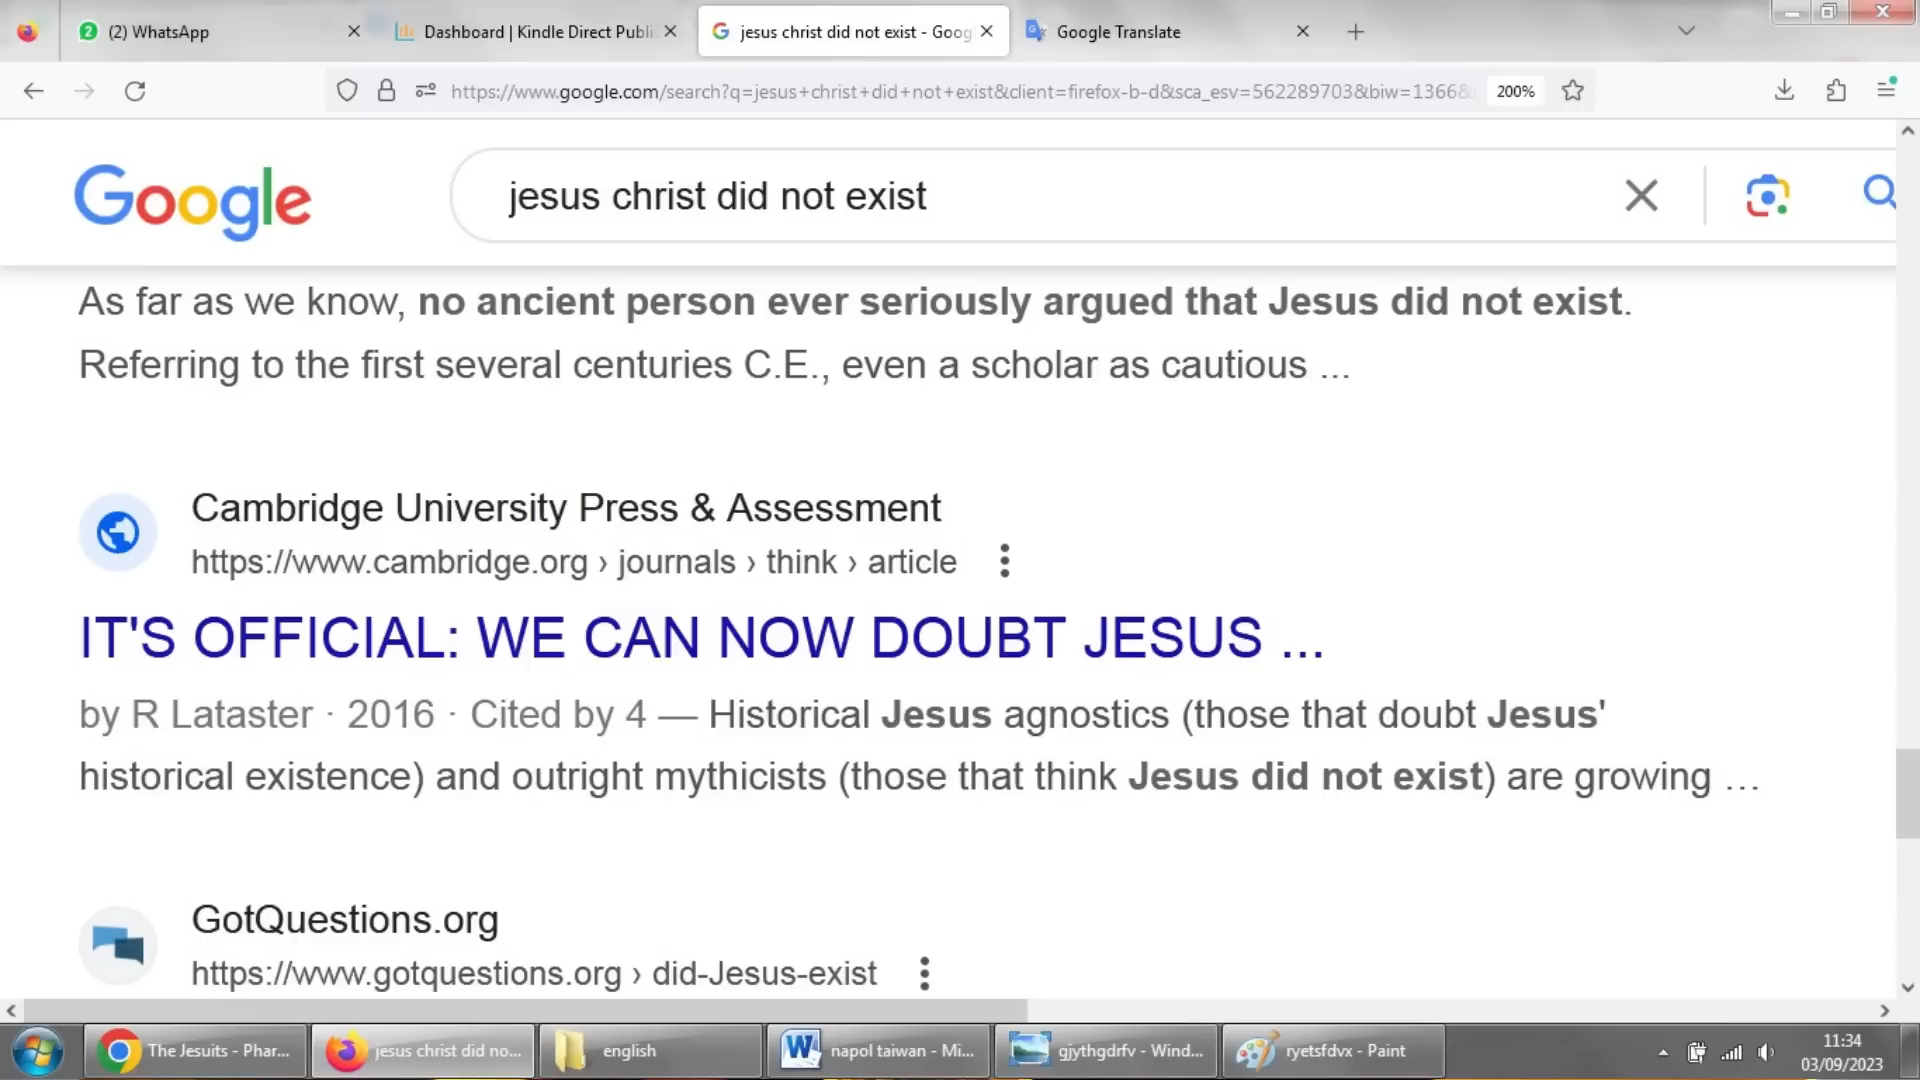 (2) WhatsApp
Dashboard | Kindle Direct Publi
jesus christ did not exist - Goog
Google Translate
https://www.google.com/search?q=jesus+christ+did+not+exist&client=firefox-b-d&sca_esv=562289703&biw=1366&
200%
Google
jesus christ did not exist
As far as we know, no ancient person ever seriously argued that Jesus did not exist.
Referring to the first several centuries C.E., even a scholar as cautious ...
Cambridge University Press & Assessment
https://www.cambridge.org › journals › think › article
IT'S OFFICIAL: WE CAN NOW DOUBT JESUS ...
by R Lataster · 2016 · Cited by 4 — Historical Jesus agnostics (those that doubt Jesus'
historical existence) and outright mythicists (those that think Jesus did not exist) are growing ...
GotQuestions.org
https://www.gotquestions.org › did-Jesus-exist
The Jesuits - Phar...
jesus christ did no...
english
napol taiwan - Mi...
gjythgdrfv - Wind...
ryetsfdvx - Paint
11:34
03/09/2023